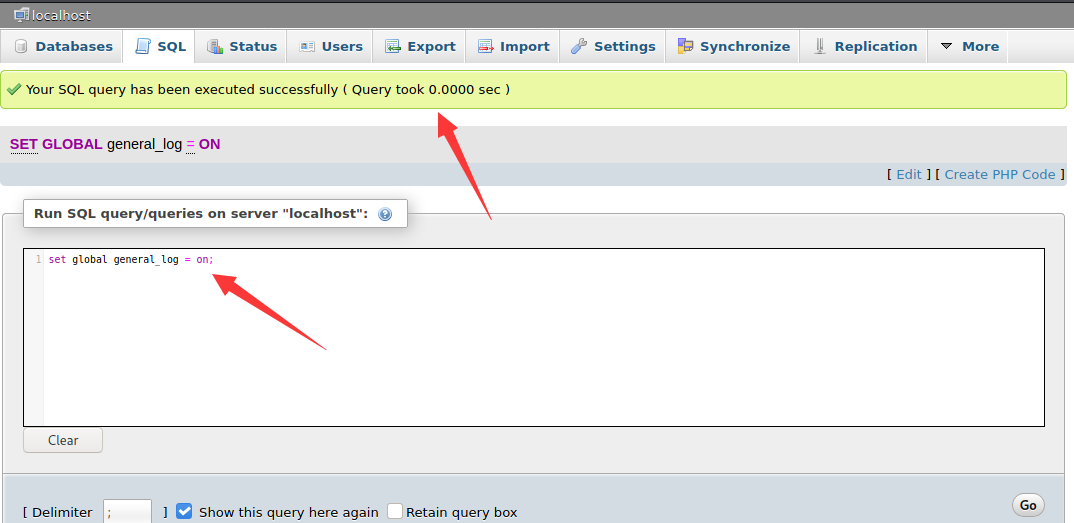 localhost
Databases SQL Status Users Export Import Settings Synchronize Replication More
Your SQL query has been executed successfully ( Query took 0.0000 sec )
SET GLOBAL general_log = ON
[ Edit ] [ Create PHP Code ]
Run SQL query/queries on server "localhost":
1 set global general_log = on;
Clear
[ Delimiter ; ] Show this query here again Retain query box Go